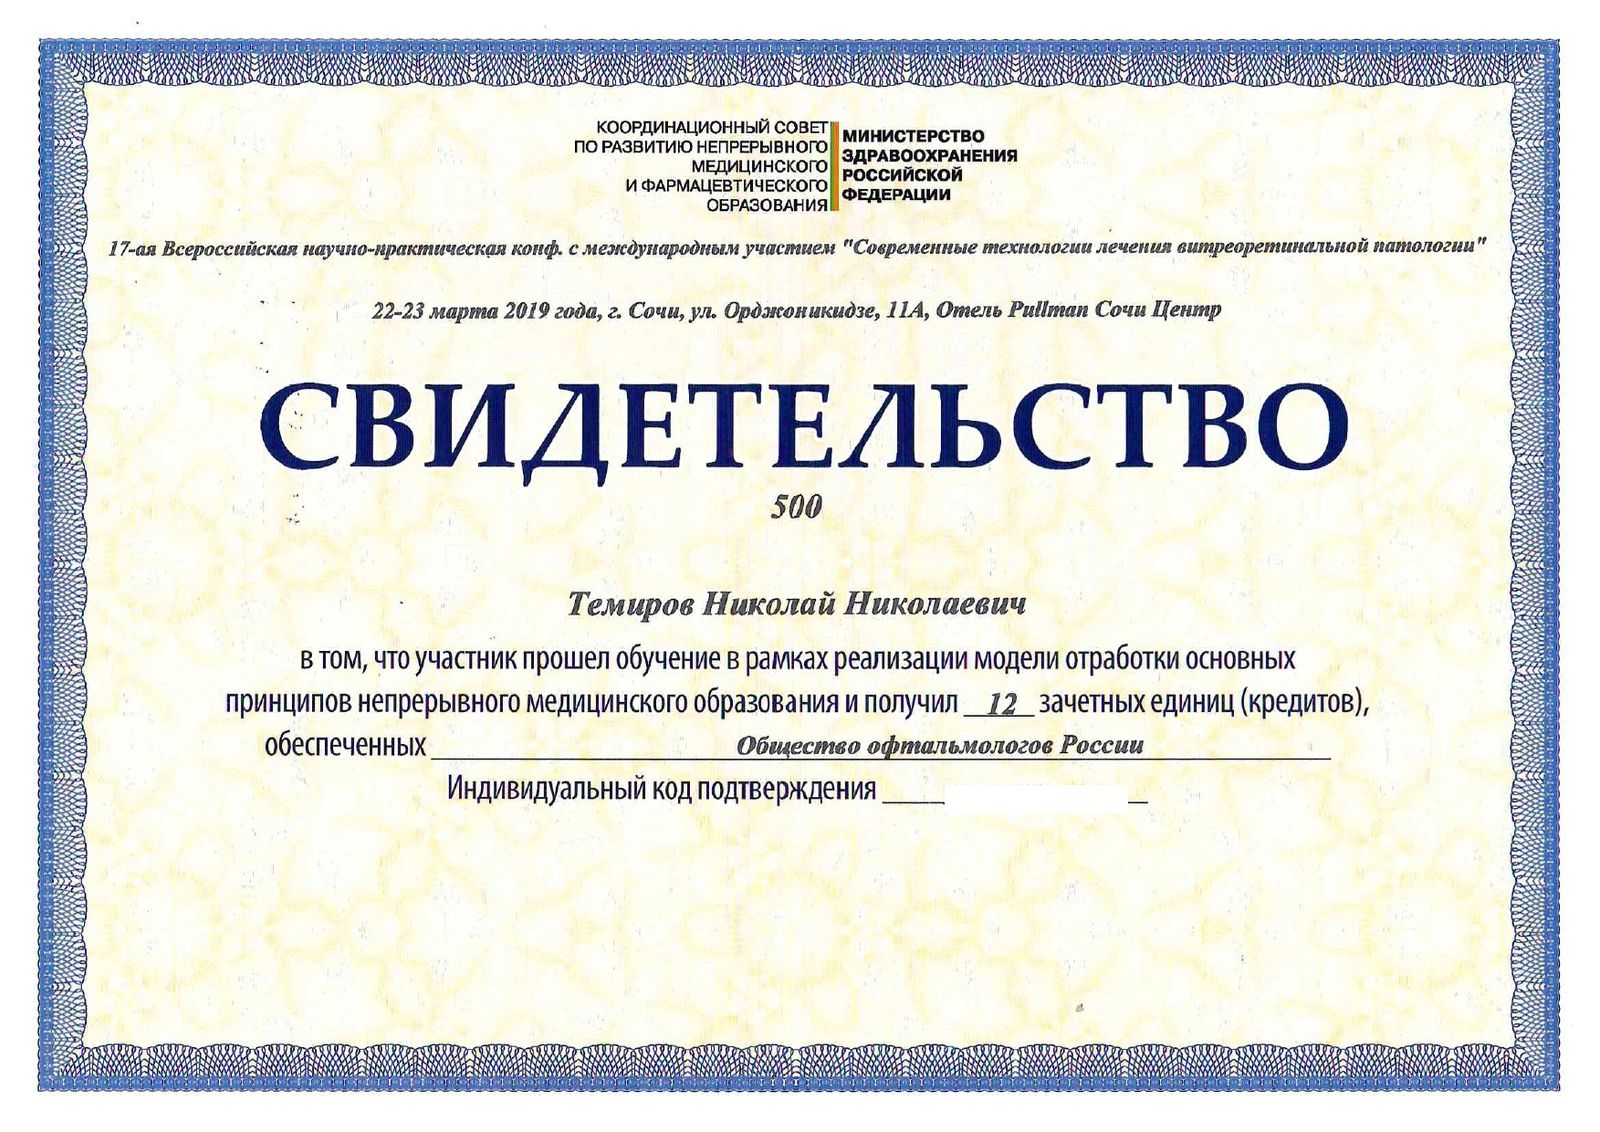 КООРДИНАЦИОННЫЙ СОВЕТ
ПО РАЗВИТИЮ НЕПРЕРЫВНОГО
МЕДИЦИНСКОГО
И ФАРМАЦЕВТИЧЕСКОГО
ОБРАЗОВАНИЯ
МИНИСТЕРСТВО
ЗДРАВООХРАНЕНИЯ
РОССИЙСКОЙ
ФЕДЕРАЦИИ
17-ая Всероссийская научно-практическая конф. с международным участием "Современные технологии лечения витреоретинальной патологии"
22-23 марта 2019 года, г. Сочи, ул. Орджоникидзе, 11А, Отель Pullman Сочи Центр
СВИДЕТЕЛЬСТВО
500
Темиров Николай Николаевич
в том, что участник прошел обучение в рамках реализации модели отработки основных
принципов непрерывного медицинского образования и получил 12 зачетных единиц (кредитов),
обеспеченных Общество офтальмологов России
Индивидуальный код подтверждения